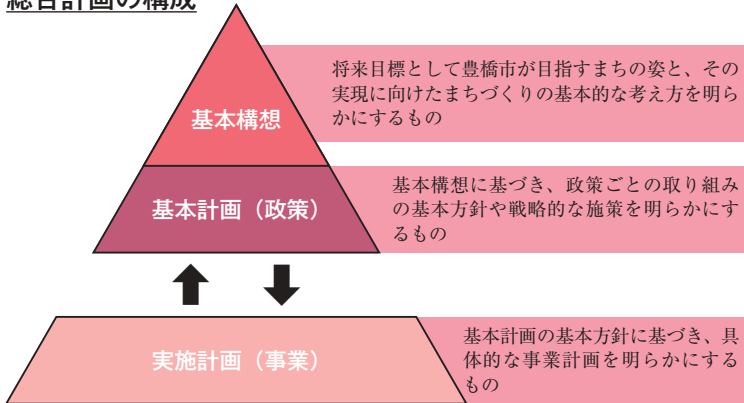 総合計画の構成
基本構想
将来目標として豊橋市が目指すまちの姿と、その
実現に向けたまちづくりの基本的な考え方を明ら
かにするもの
基本計画（政策）
基本構想に基づき、政策ごとの取り組み
の基本方針や戦略的な施策を明らかにす
るもの
実施計画（事業）
基本計画の基本方針に基づき、具
体的な事業計画を明らかにする
もの